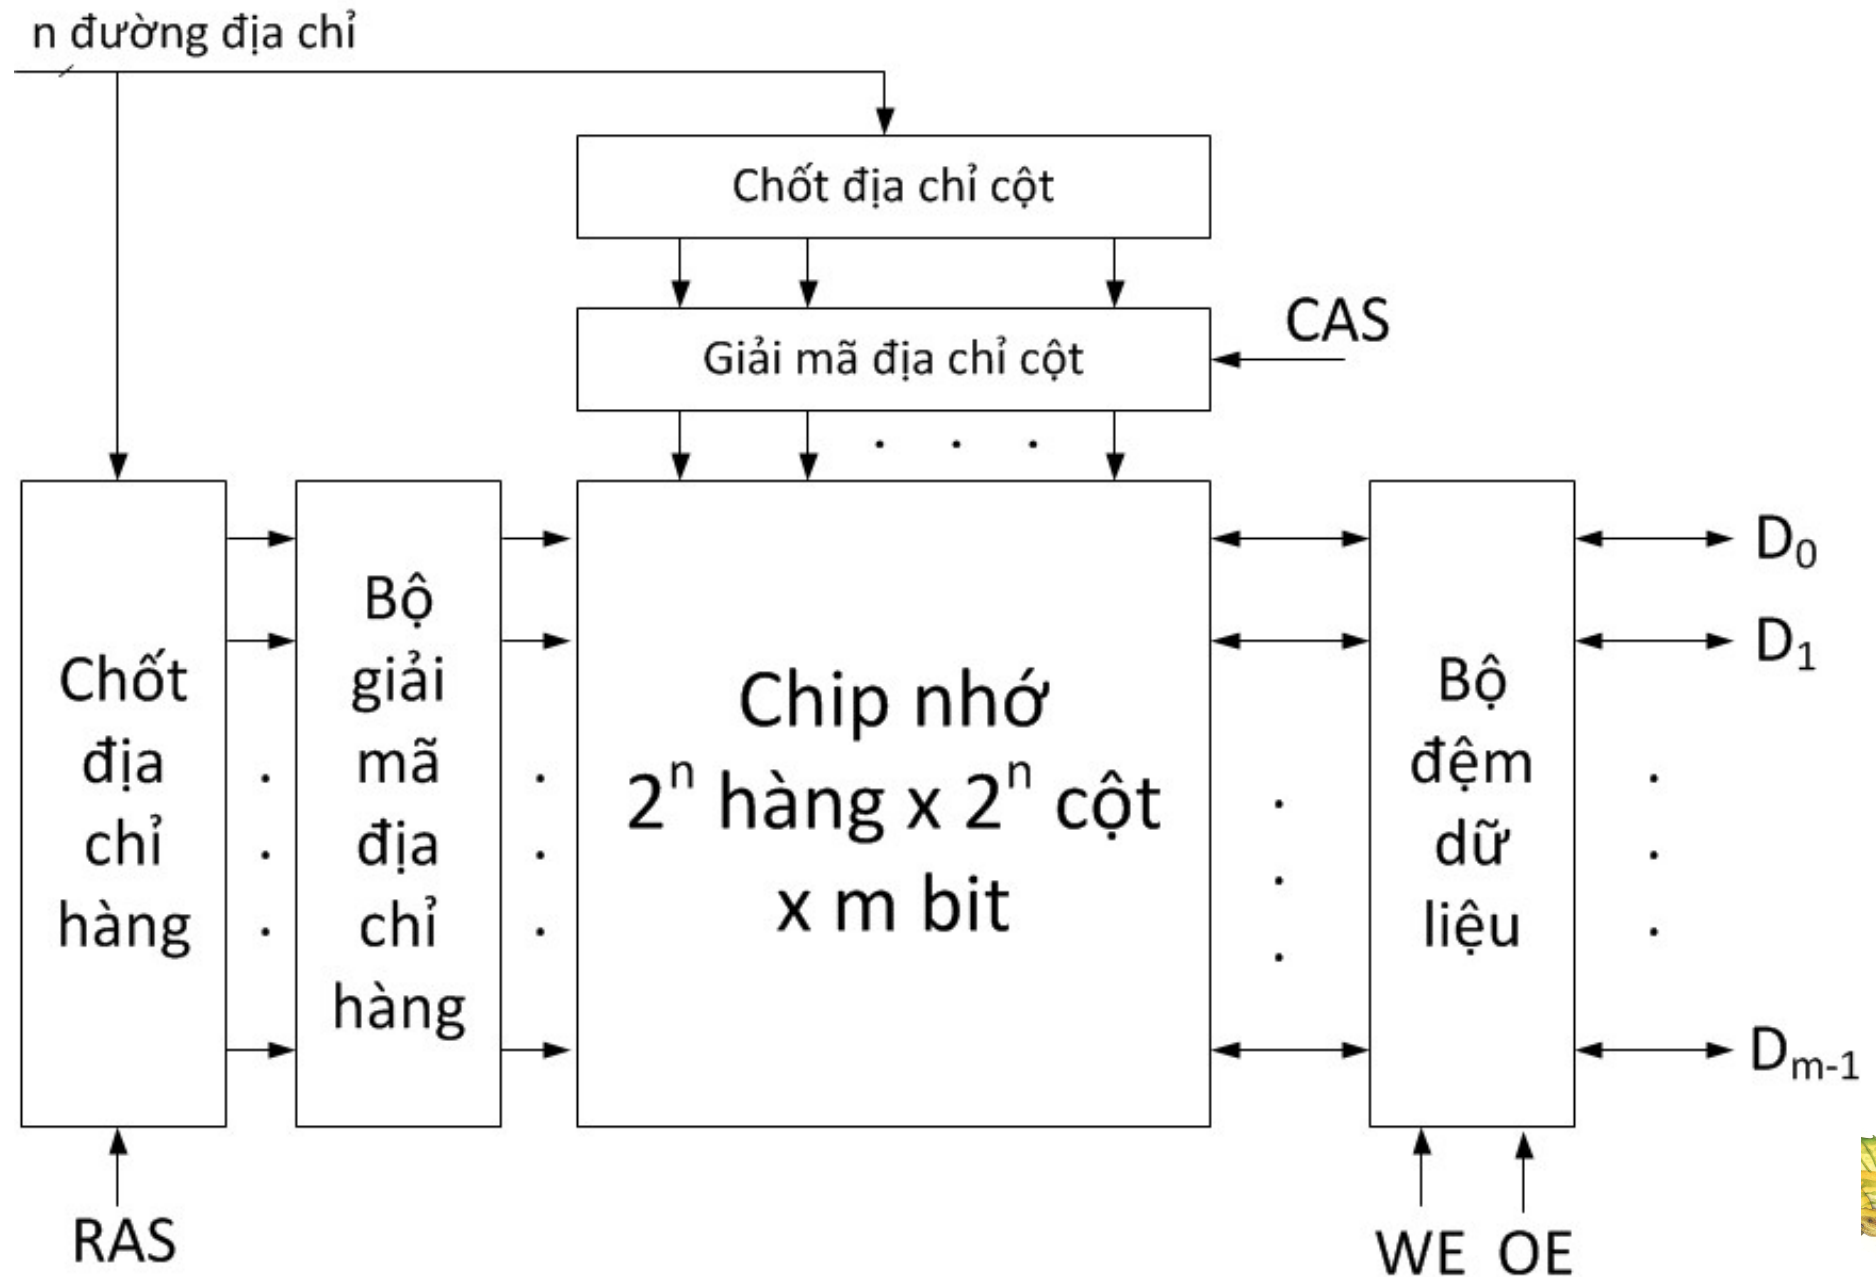 n đường địa chỉ
Chốt địa chỉ cột
CAS
Giải mã địa chỉ cột
Chốt
địa
chỉ
hàng
Bộ
giải
mã
địa
chỉ
hàng
Chip nhớ
2ⁿ hàng x 2ⁿ cột
x m bit
Bộ
đệm
dữ
liệu
D₀
D₁
Dₘ₋₁
RAS
WE OE